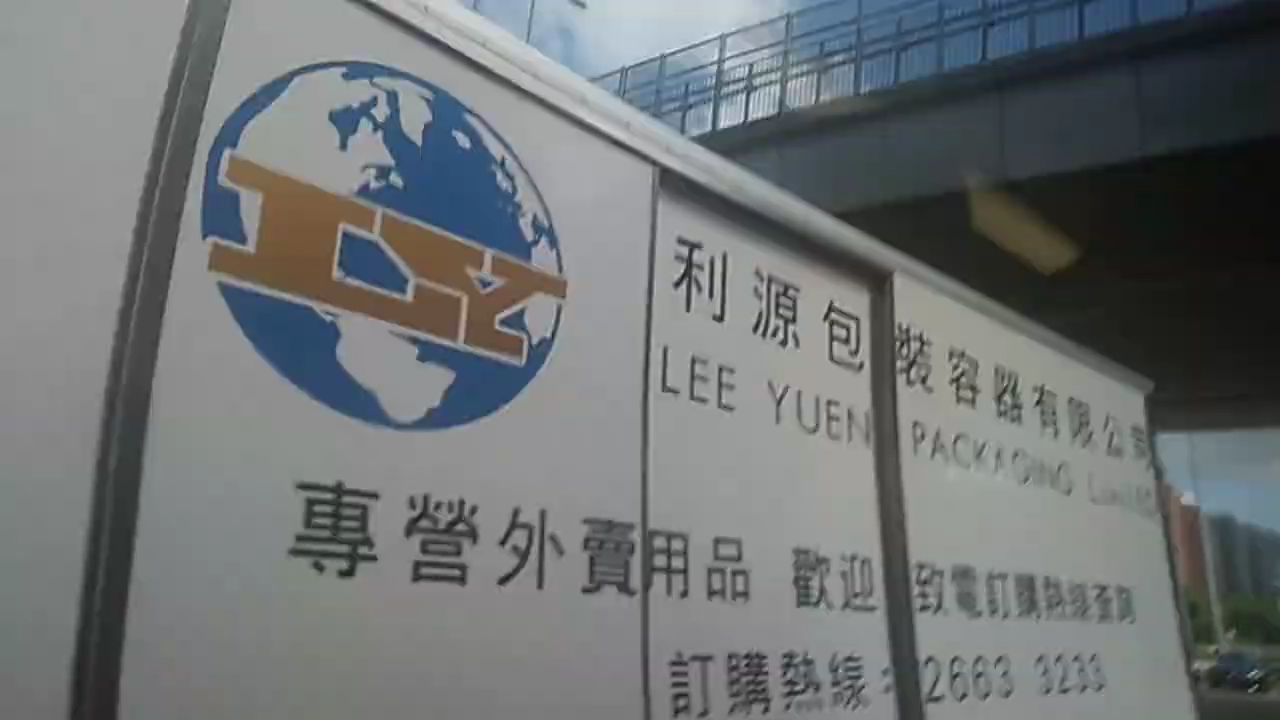 LY
利源包裝容器有限公司
LEE YUEN PACKAGING LIMITED
專營外賣用品 歡迎致電訂購熱線查詢
訂購熱線：2663 3233